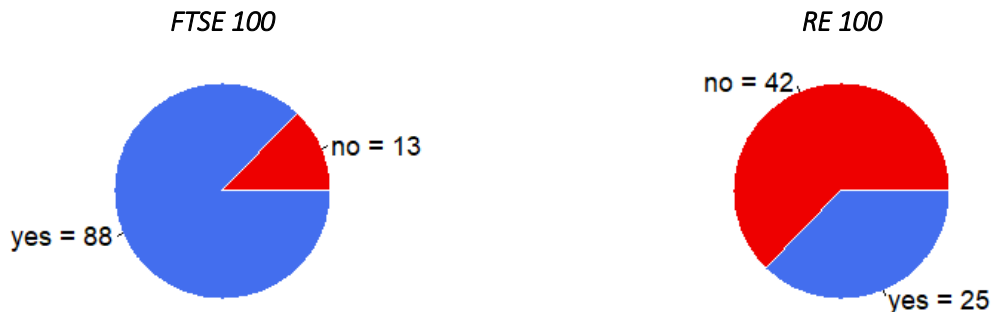 FTSE 100
no = 13
yes = 88
RE 100
no = 42
yes = 25